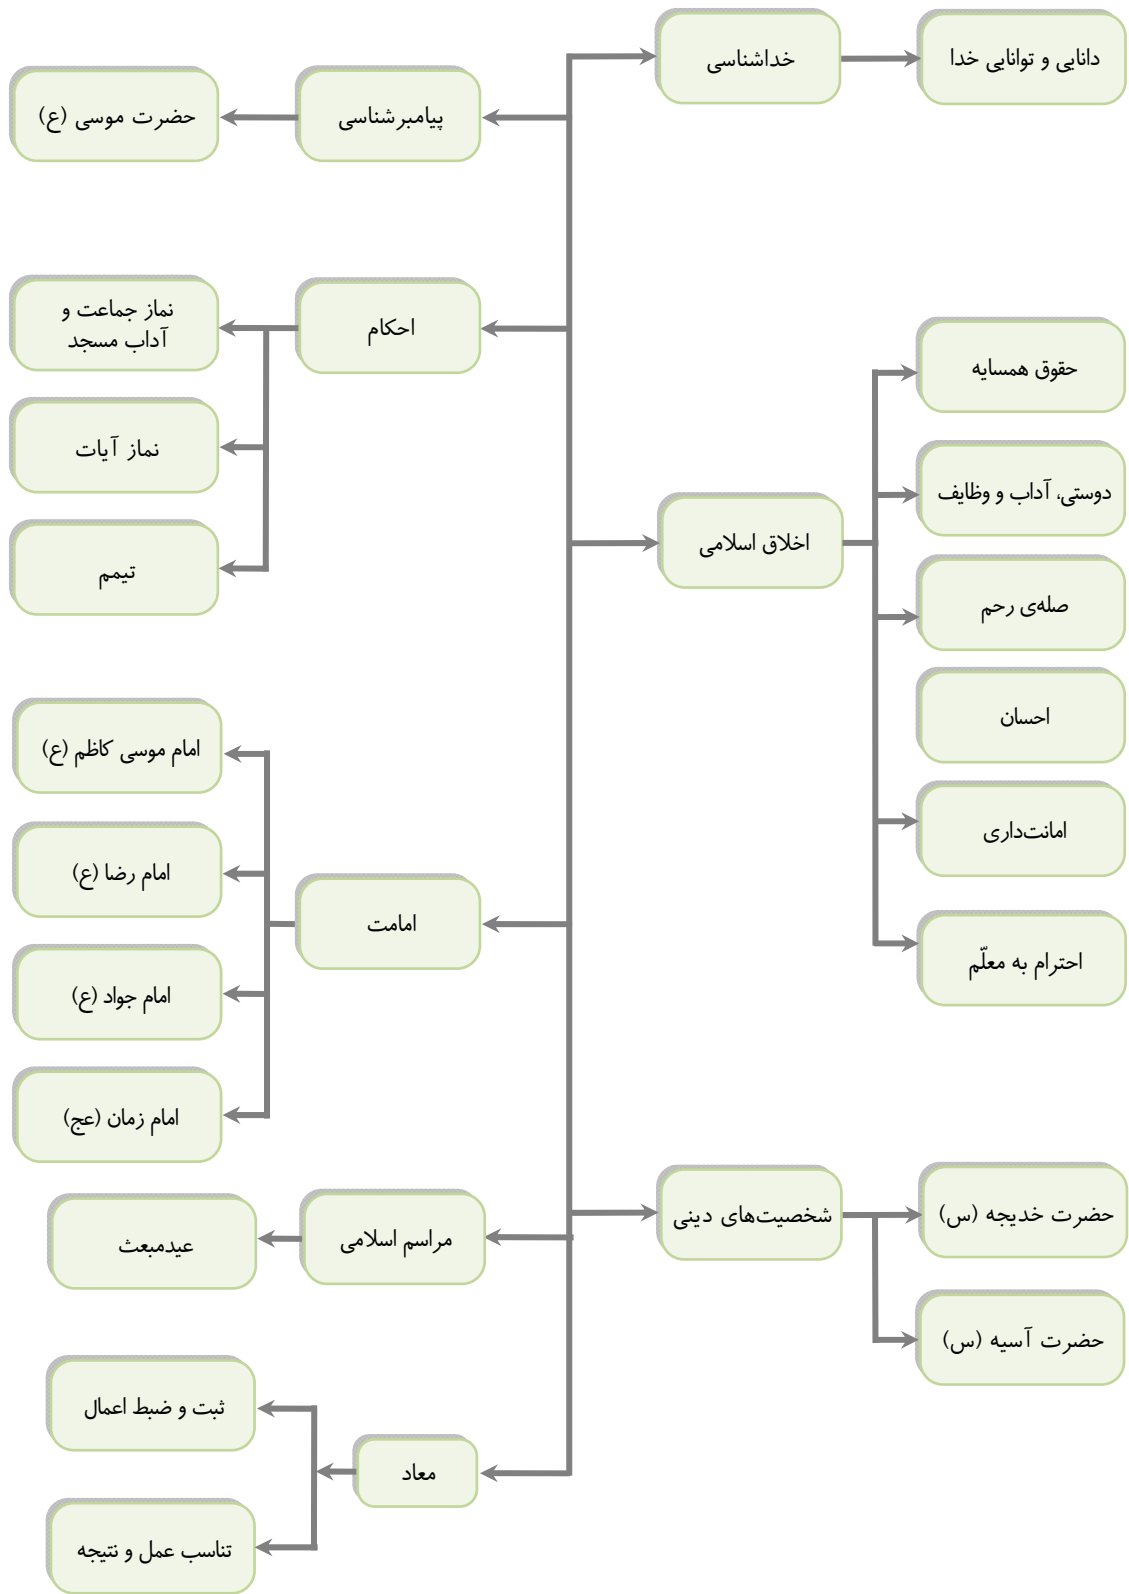 خداشناسی
دانایی و توانایی خدا
پیامبرشناسی
حضرت موسی (ع)
احکام
نماز جماعت و
آداب مسجد
نماز آیات
تیمم
اخلاق اسلامی
حقوق همسایه
دوستی، آداب و وظایف
صله‌ی رحم
احسان
امانت‌داری
احترام به معلّم
امامت
امام موسی کاظم (ع)
امام رضا (ع)
امام جواد (ع)
امام زمان (عج)
شخصیت‌های دینی
حضرت خدیجه (س)
حضرت آسیه (س)
مراسم اسلامی
عیدمبعث
معاد
ثبت و ضبط اعمال
تناسب عمل و نتیجه